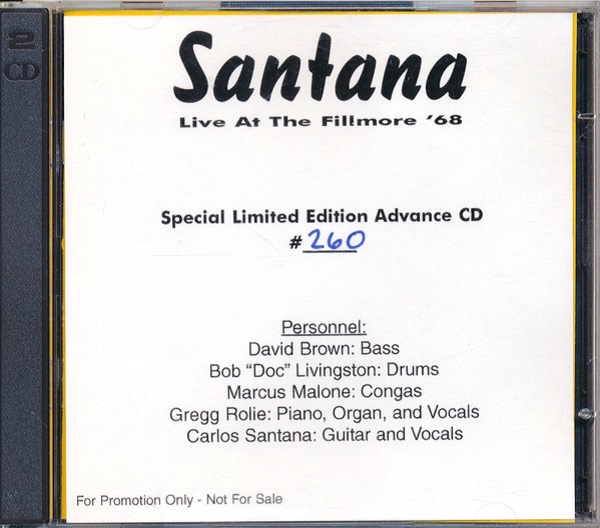 2
CD
Santana
Live At The Fillmore '68
Special Limited Edition Advance CD
#260
Personnel:
David Brown: Bass
Bob "Doc" Livingston: Drums
Marcus Malone: Congas
Gregg Rolie: Piano, Organ, and Vocals
Carlos Santana: Guitar and Vocals
For Promotion Only - Not For Sale